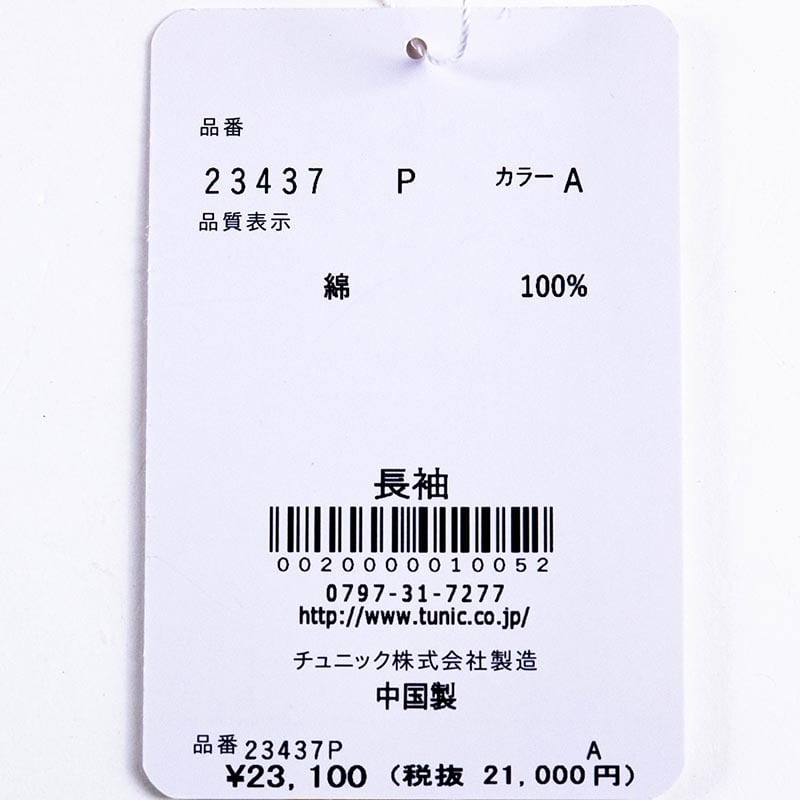 品番
23437 P カラー A
品質表示
綿 100%
長袖
0020000010052
0797-31-7277
http://www.tunic.co.jp/
チュニック株式会社製造
中国製
品番 23437P A
¥23,100 (税抜 21,000円)